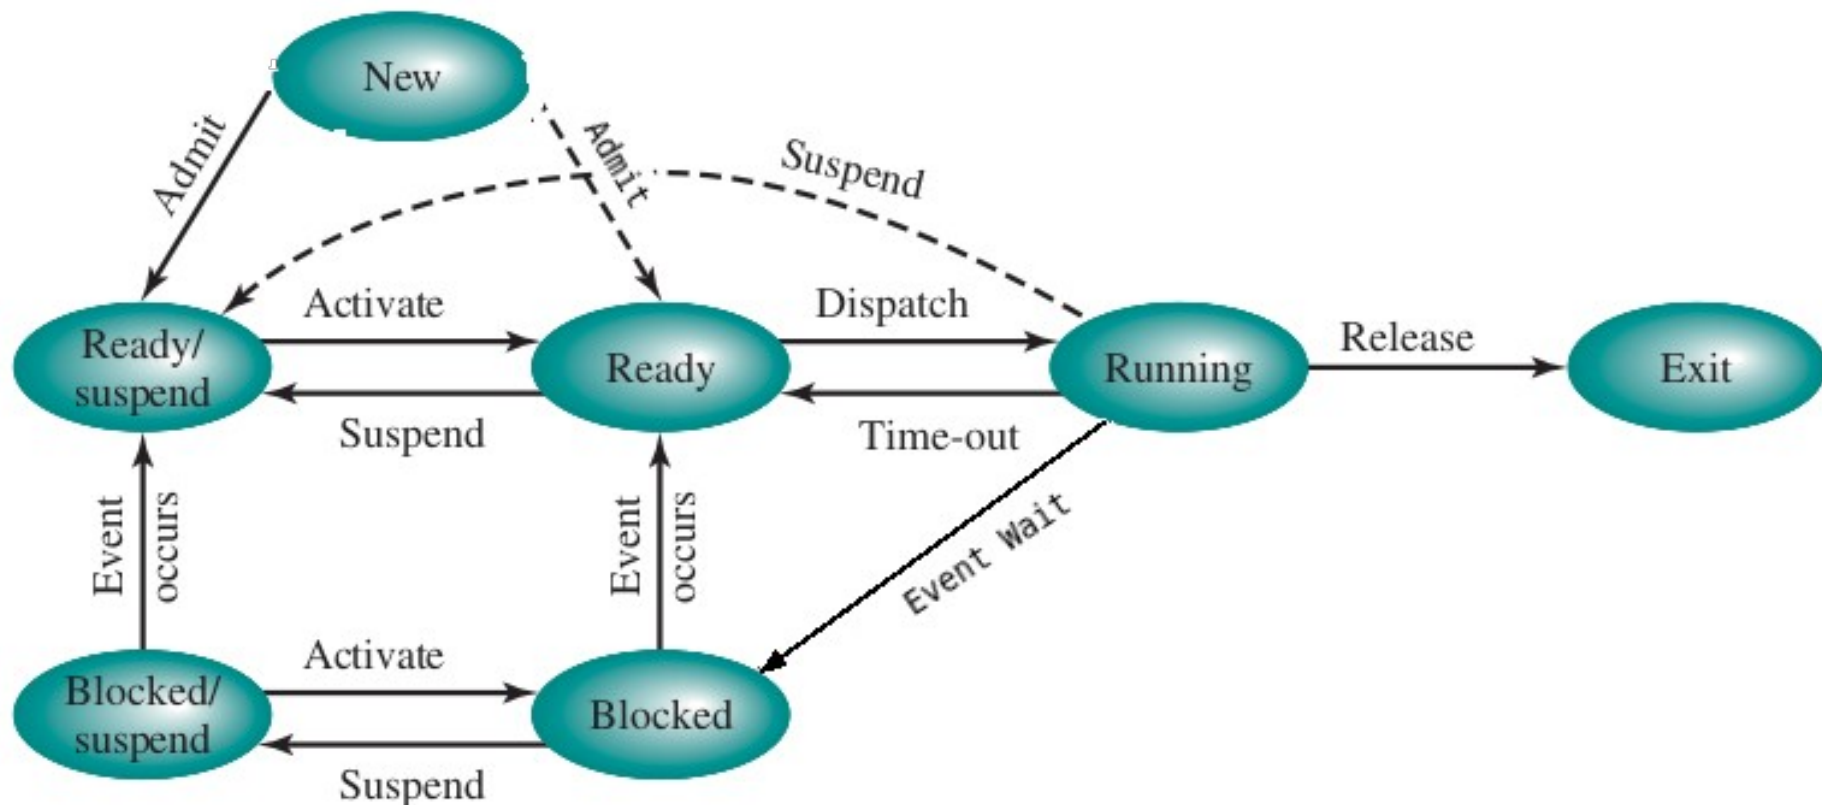 New
Admit
Admit
Suspend
Activate
Dispatch
Release
Ready/
suspend
Ready
Running
Exit
Suspend
Time-out
Event
occurs
Event
occurs
Event Wait
Activate
Blocked/
suspend
Blocked
Suspend